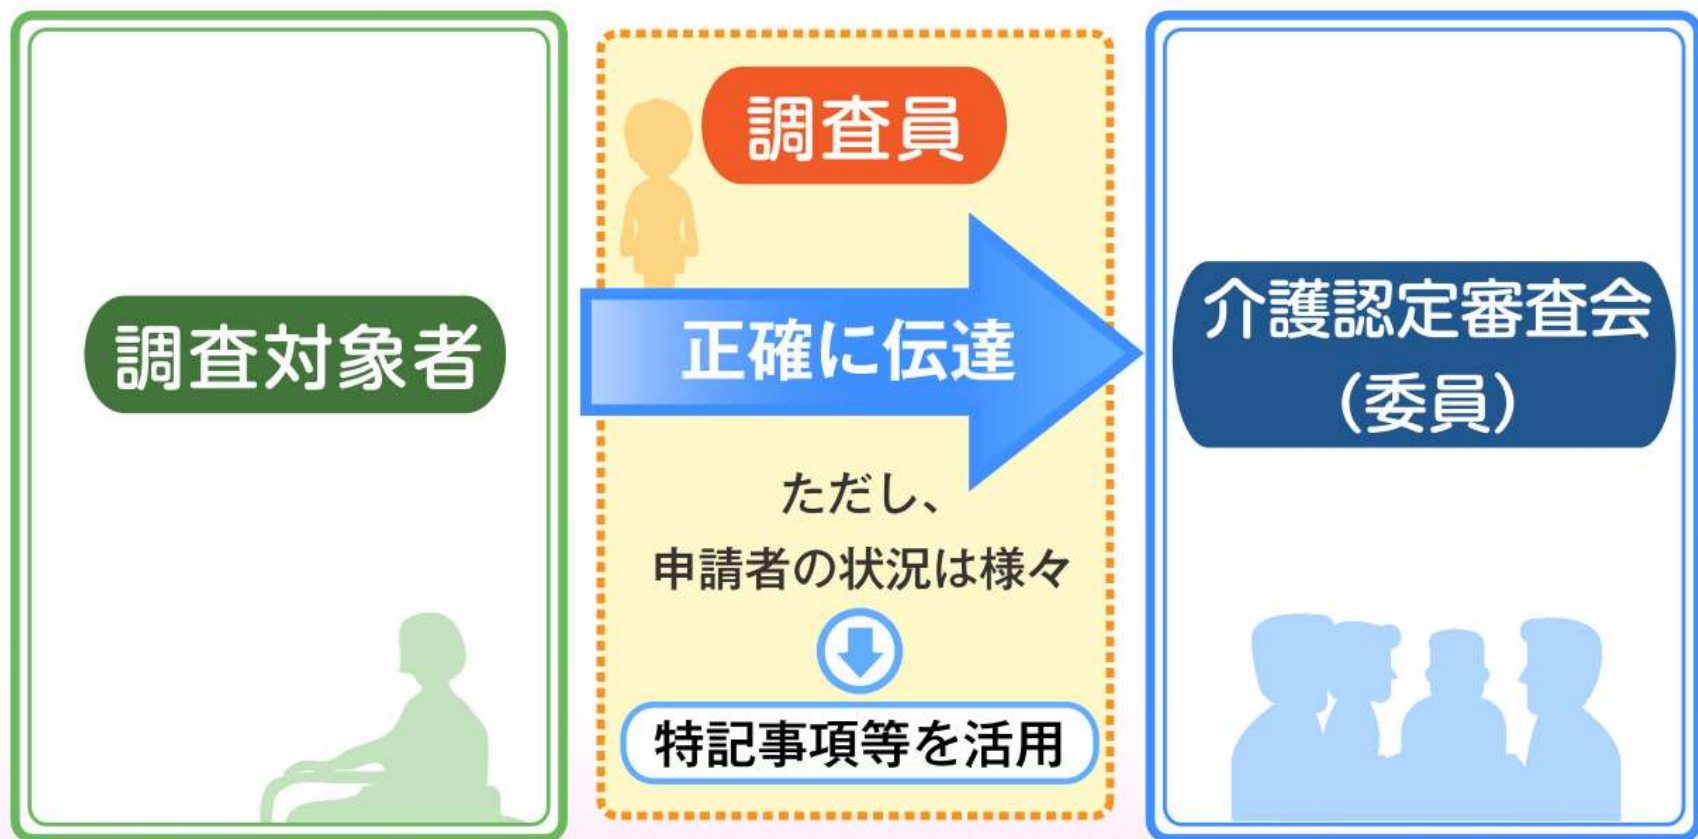 調査対象者
調査員
正確に伝達
ただし、
申請者の状況は様々
特記事項等を活用
介護認定審査会
（委員）